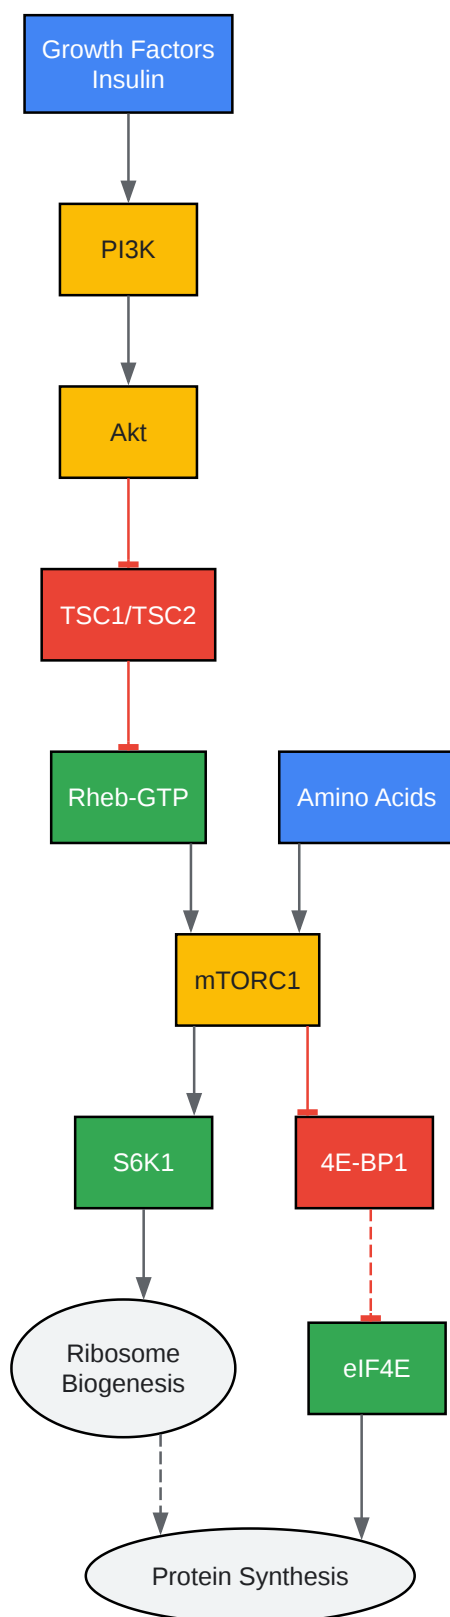 Growth Factors
Insulin
PI3K
Akt
TSC1/TSC2
Rheb-GTP
Amino Acids
mTORC1
S6K1
4E-BP1
Ribosome
Biogenesis
eIF4E
Protein Synthesis